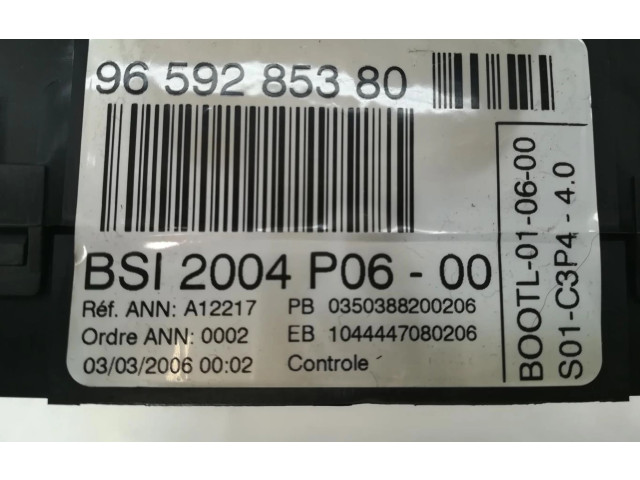 96 592 853 80
BSI 2004 P06 - 00
Réf. ANN: A12217 PB 0350388200206
Ordre ANN: 0002 EB 1044447080206
03/03/2006 00:02 Controle
BOOTL-01-06-00
S01-C3P4 - 4.0